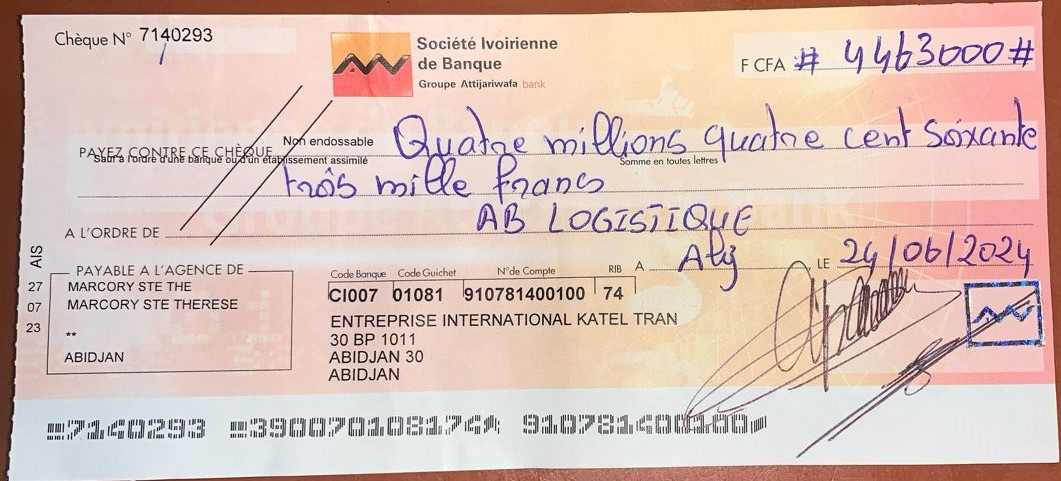 Chèque N° 7140293
Société Ivoirienne
de Banque
Groupe Attijariwafa bank
F CFA # 4463000 #
Non endossable
PAYEZ CONTRE CE CHÈQUE Quatre millions quatre cent soixante
Sauf à l'ordre d'une banque ou d'un établissement assimilé
Somme en toutes lettres
trois mille francs
A L'ORDRE DE AB LOGISTIQUE
A Abj LE 24/06/2024
AIS
27
07
23
PAYABLE A L'AGENCE DE
MARCORY STE THE
MARCORY STE THERESE
**
ABIDJAN
Code Banque Code Guichet N°de Compte RIB
CI007 01081 910781400100 74
ENTREPRISE INTERNATIONAL KATEL TRAN
30 BP 1011
ABIDJAN 30
ABIDJAN
7140293 390070108174 910781400100